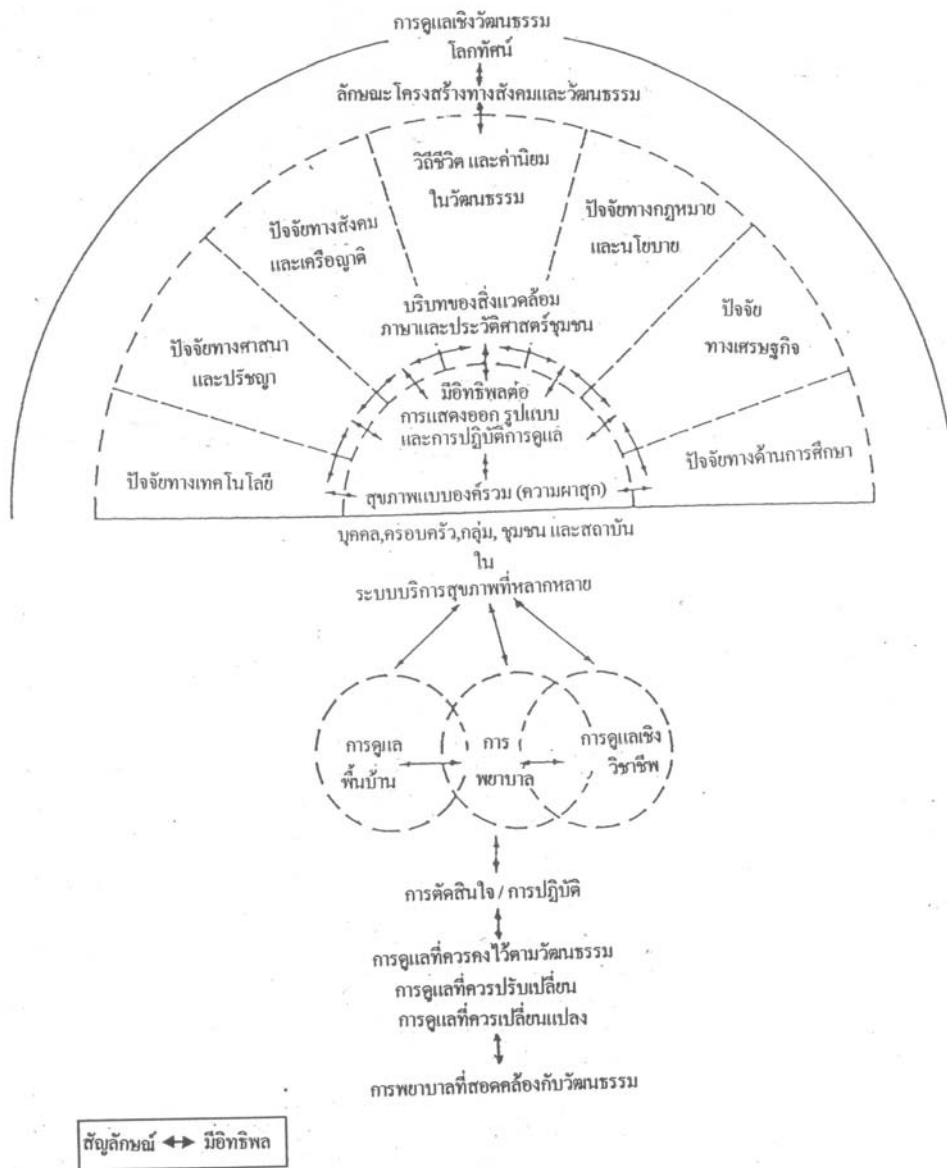 การดูแลเชิงวัฒนธรรม
โลกทัศน์
ลักษณะโครงสร้างทางสังคมและวัฒนธรรม
วิถีชีวิต และค่านิยม
ในวัฒนธรรม
ปัจจัยทางสังคม
และเครือญาติ
ปัจจัยทางกฎหมาย
และนโยบาย
ปัจจัยทางศาสนา
และปรัชญา
บริบทของสิ่งแวดล้อม
ภาษาและประวัติศาสตร์ชุมชน
ปัจจัย
ทางเศรษฐกิจ
มีอิทธิพลต่อ
การแสดงออก รูปแบบ
และการปฏิบัติการดูแล
ปัจจัยทางเทคโนโลยี
สุขภาพแบบองค์รวม (ความผาสุก)
ปัจจัยทางด้านการศึกษา
บุคคล,ครอบครัว,กลุ่ม, ชุมชน และสถาบัน
ใน
ระบบบริการสุขภาพที่หลากหลาย
การดูแล
พื้นบ้าน
การ
พยาบาล
การดูแลเชิง
วิชาชีพ
การตัดสินใจ / การปฏิบัติ
การดูแลที่ควรคงไว้ตามวัฒนธรรม
การดูแลที่ควรปรับเปลี่ยน
การดูแลที่ควรเปลี่ยนแปลง
การพยาบาลที่สอดคล้องกับวัฒนธรรม
สัญลักษณ์ ↔ มีอิทธิพล